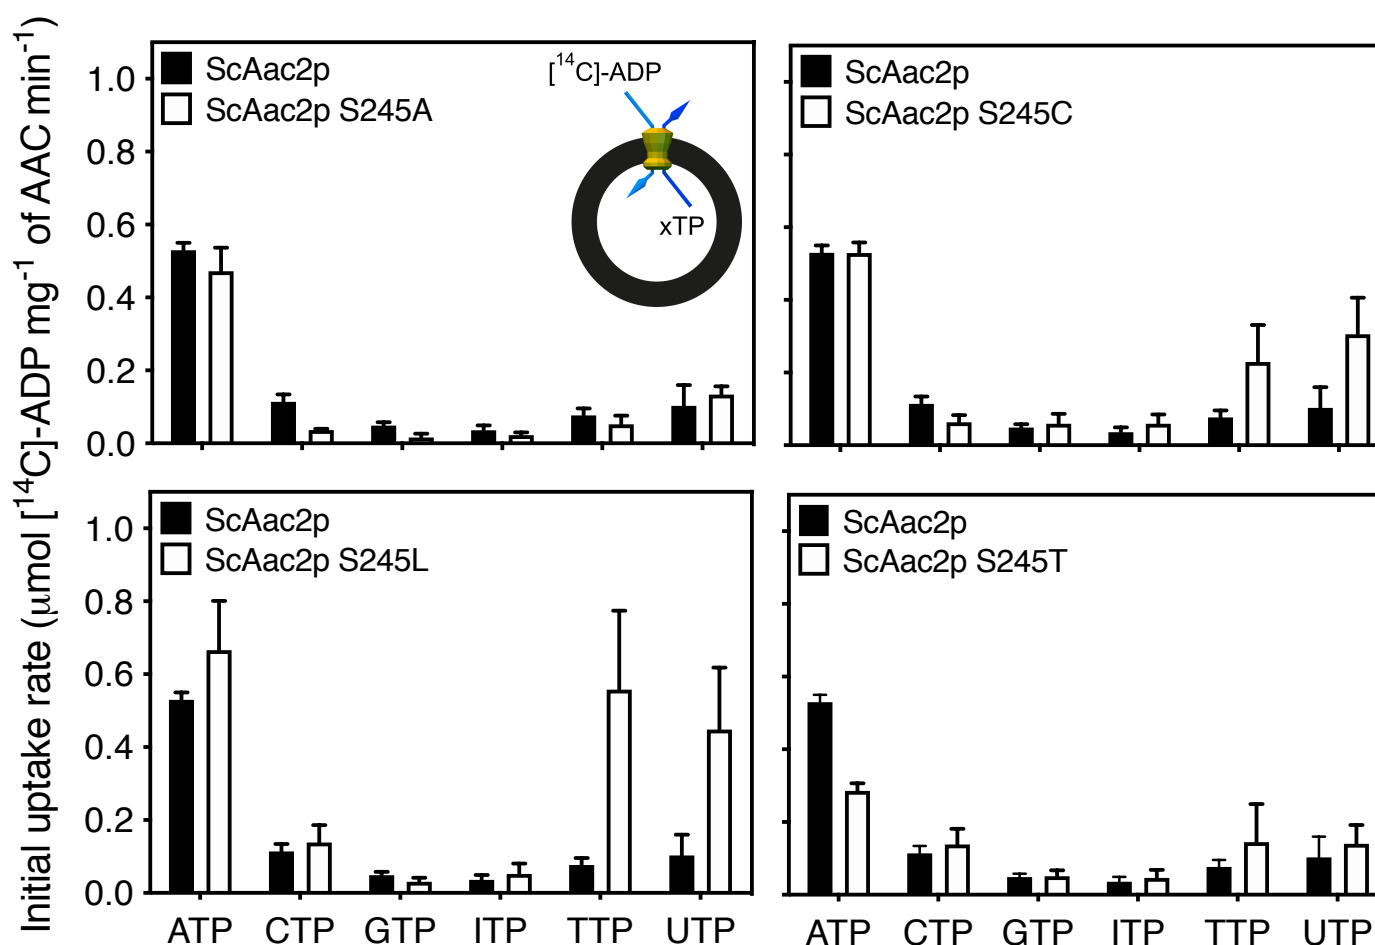 Initial uptake rate (μmol [14C]-ADP mg-1 of AAC min-1)
ScAac2p
ScAac2p S245A
[14C]-ADP
xTP
1.0
0.8
0.6
0.4
0.2
0.0
ScAac2p
ScAac2p S245C
ScAac2p
ScAac2p S245L
1.0
0.8
0.6
0.4
0.2
0.0
ATP CTP GTP ITP TTP UTP
ScAac2p
ScAac2p S245T
ATP CTP GTP ITP TTP UTP